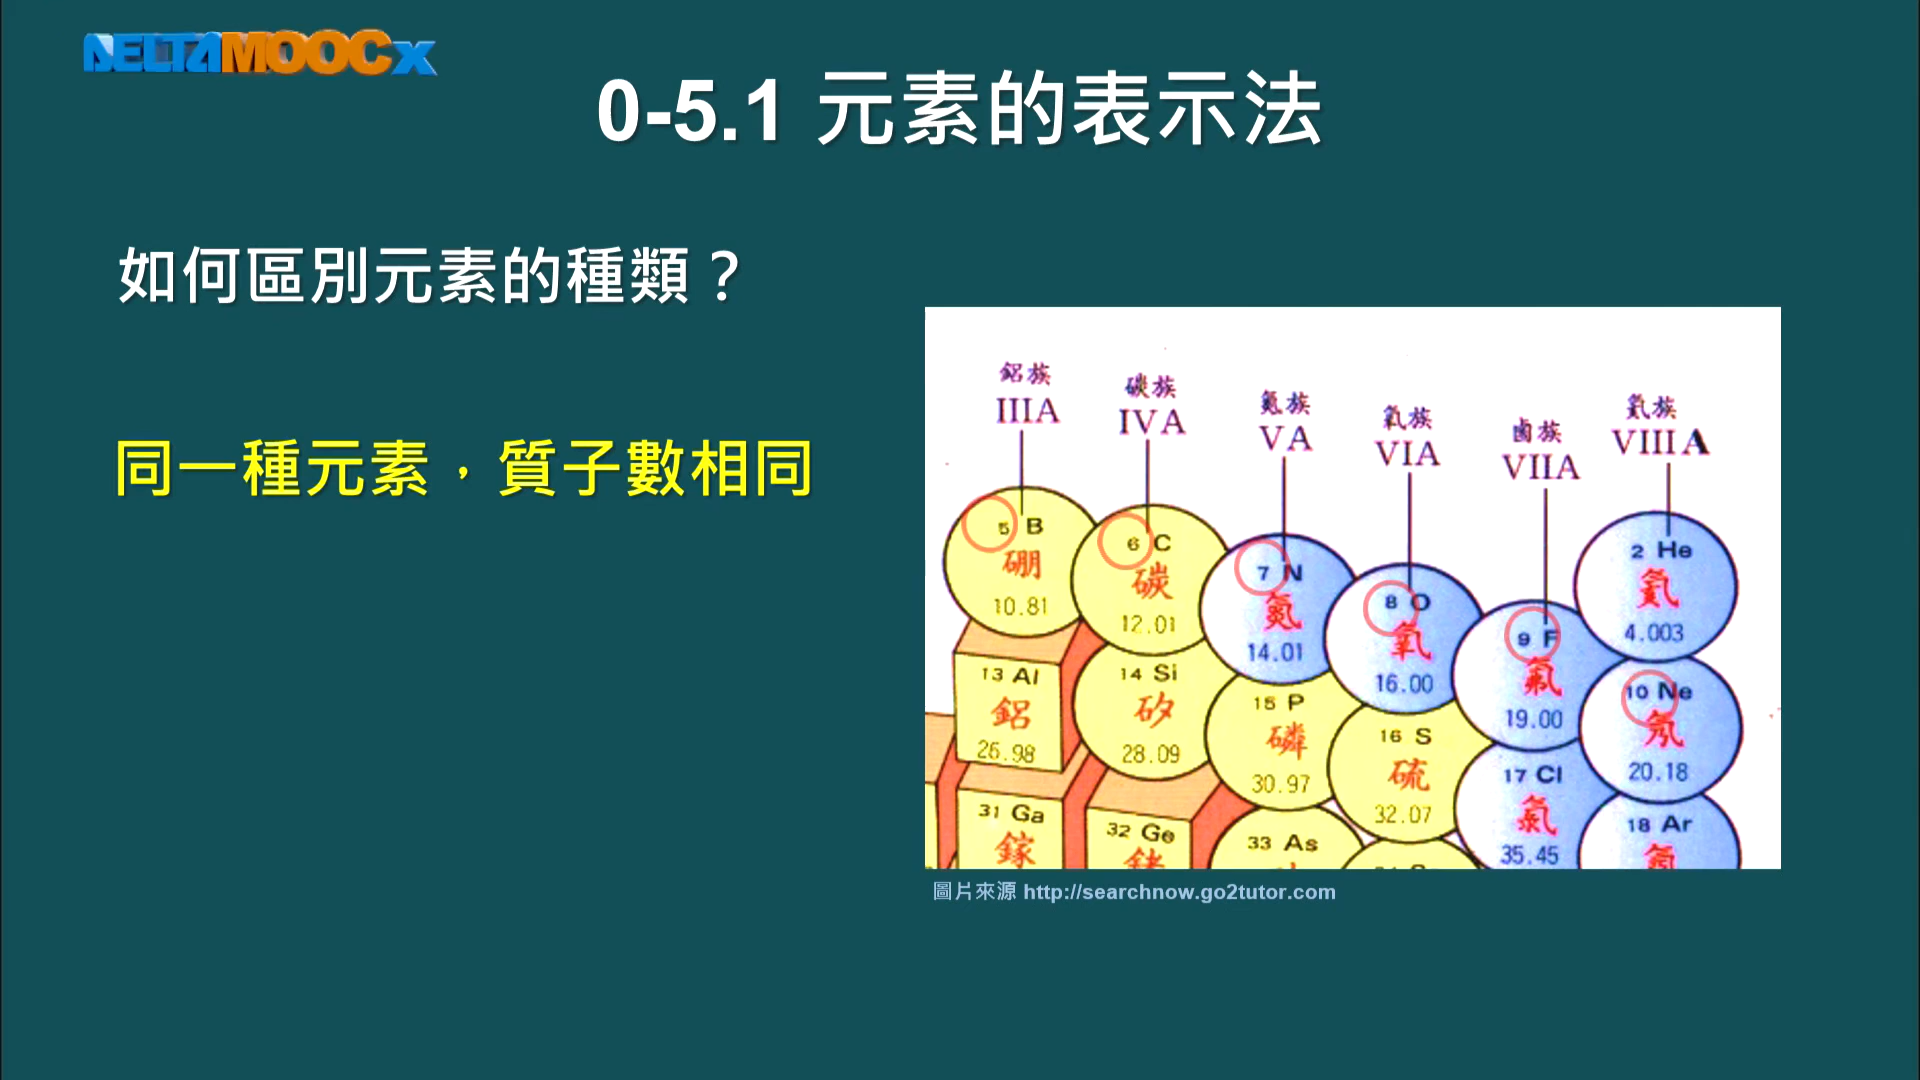 DELTAMOOCx
0-5.1 元素的表示法
如何區別元素的種類？
同一種元素，質子數相同
鋁族
IIIA
碳族
IVA
氮族
VA
氧族
VIA
鹵族
VIIA
氦族
VIIIA
5 B
硼
10.81
6 C
碳
12.01
7 N
氮
14.01
8 O
氧
16.00
9 F
氟
19.00
2 He
氦
4.003
13 Al
鋁
26.98
14 Si
矽
28.09
15 P
磷
30.97
16 S
硫
32.07
17 Cl
氯
35.45
10 Ne
氖
20.18
31 Ga
鎵
32 Ge
鍺
33 As
18 Ar
氬
圖片來源 http://searchnow.go2tutor.com